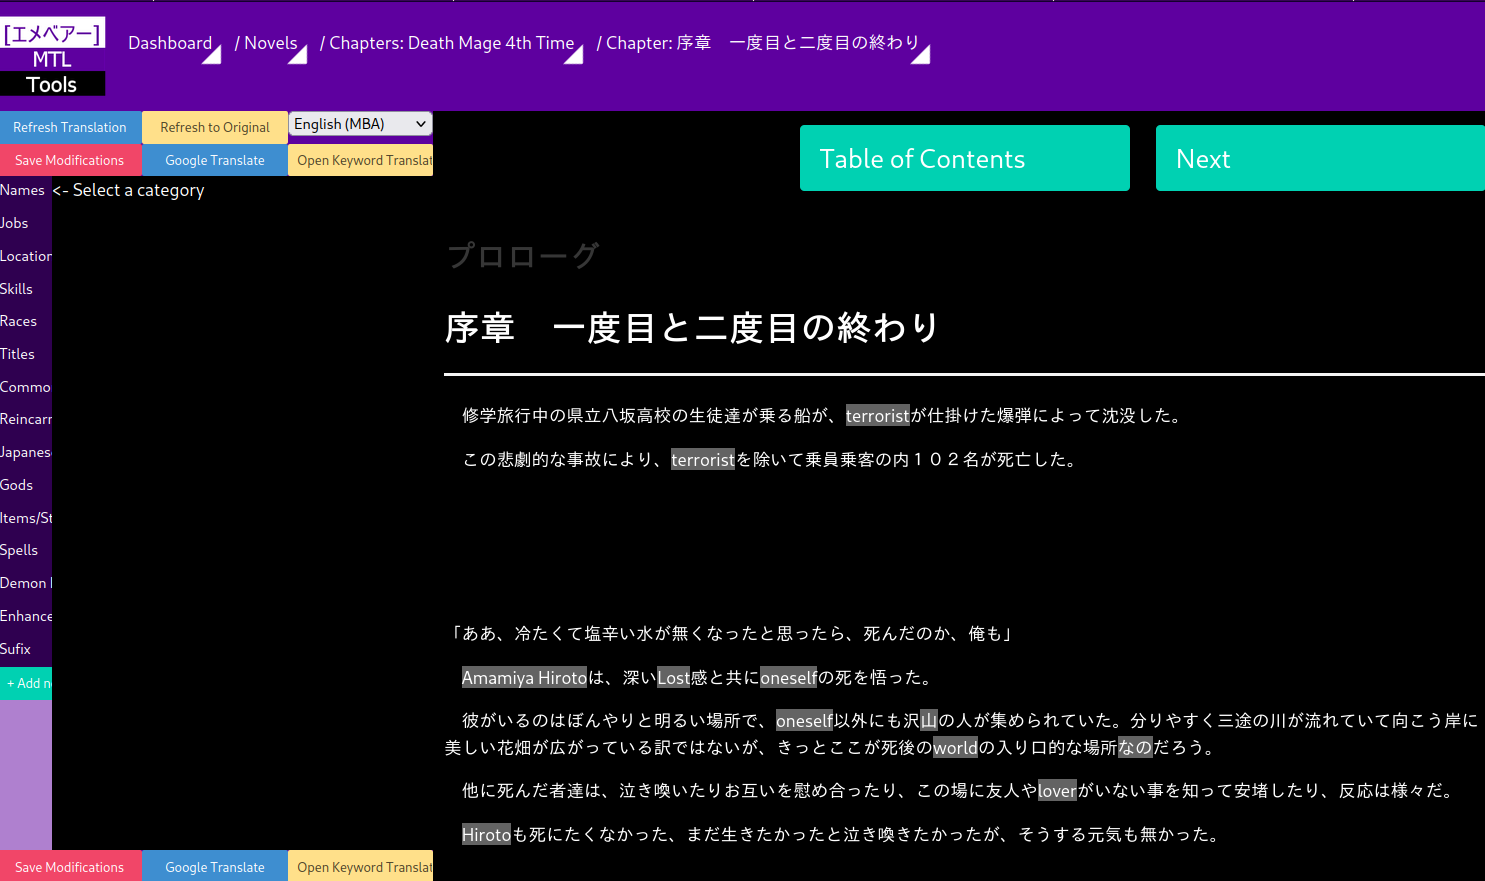 [エメベアー]
MTL
Tools
Dashboard / Novels / Chapters: Death Mage 4th Time / Chapter: 序章　一度目と二度目の終わり
Refresh Translation
Refresh to Original
English (MBA)
Save Modifications
Google Translate
Open Keyword Translat
Names
<- Select a category
Jobs
Location
Skills
Races
Titles
Commo
Reincarr
Japanes
Gods
Items/St
Spells
Demon
Enhance
Sufix
+ Add n
Save Modifications
Google Translate
Open Keyword Translat
Table of Contents
Next
プロローグ
序章　一度目と二度目の終わり
修学旅行中の県立八坂高校の生徒達が乗る船が、terroristが仕掛けた爆弾によって沈没した。
この悲劇的な事故により、terroristを除いて乗員乗客の内１０２名が死亡した。
「ああ、冷たくて塩辛い水が無くなったと思ったら、死んだのか、俺も」
Amamiya Hirotoは、深いLost感と共にoneselfの死を悟った。
彼がいるのはぼんやりと明るい場所で、oneself以外にも沢山の人が集められていた。分りやすく三途の川が流れていて向こう岸に
美しい花畑が広がっている訳ではないが、きっとここが死後のworldの入り口的な場所なのだろう。
他に死んだ者達は、泣き喚いたりお互いを慰め合ったり、この場に友人やloverがいない事を知って安堵したり、反応は様々だ。
Hirotoも死にたくなかった、まだ生きたかったと泣き喚きたかったが、そうする元気も無かった。